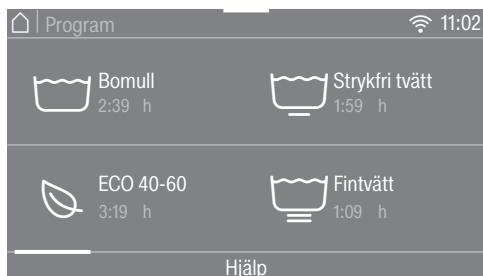 Program 11:02
Bomull
2:39 h
Strykfri tvätt
1:59 h
ECO 40-60
3:19 h
Fintvätt
1:09 h
Hjälp